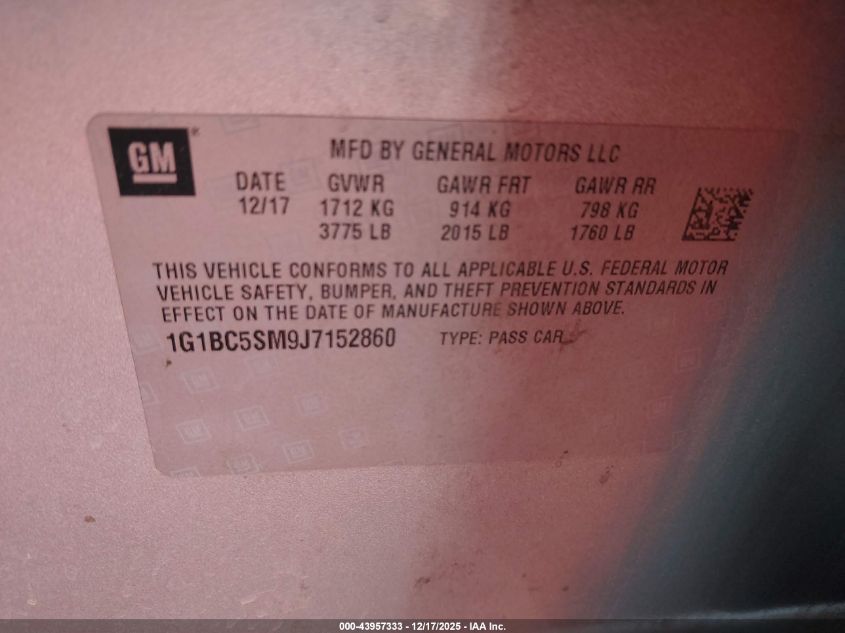 GM®
MFD BY GENERAL MOTORS LLC
DATE GVWR GAWR FRT GAWR RR
12/17 1712 KG 914 KG 798 KG
3775 LB 2015 LB 1760 LB
THIS VEHICLE CONFORMS TO ALL APPLICABLE U.S. FEDERAL MOTOR
VEHICLE SAFETY, BUMPER, AND THEFT PREVENTION STANDARDS IN
EFFECT ON THE DATE OF MANUFACTURE SHOWN ABOVE.
1G1BC5SM9J7152860 TYPE: PASS CAR
000-43957333 - 12/17/2025 - IAA Inc.